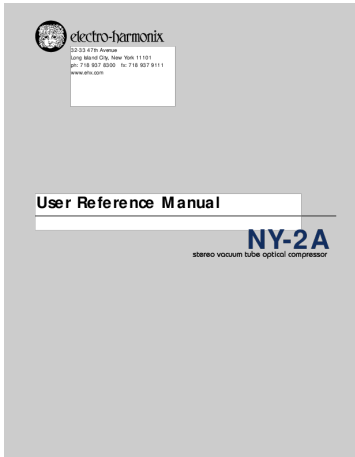 electro-harmonix
32-33 47th Avenue
Long Island City, New York 11101
ph: 718 937 8300 fx: 718 937 9111
www.ehx.com
User Reference Manual
NY-2A
stereo vacuum tube optical compressor